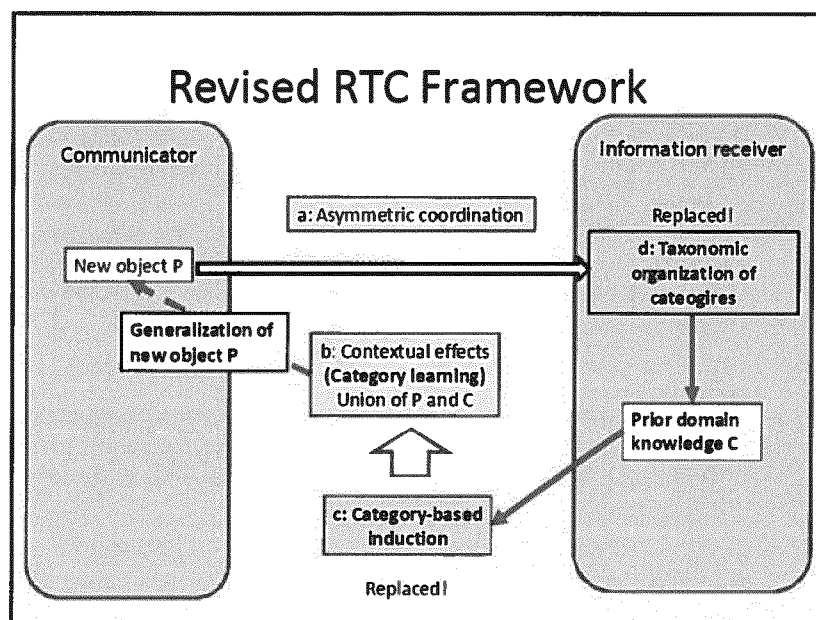 Revised RTC Framework
Communicator
Information receiver
a: Asymmetric coordination
Replaced!
New object P
d: Taxonomic
organization of
cateogires
Generalization of
new object P
b: Contextual effects
(Category learning)
Union of P and C
Prior domain
knowledge C
c: Category-based
induction
Replaced!